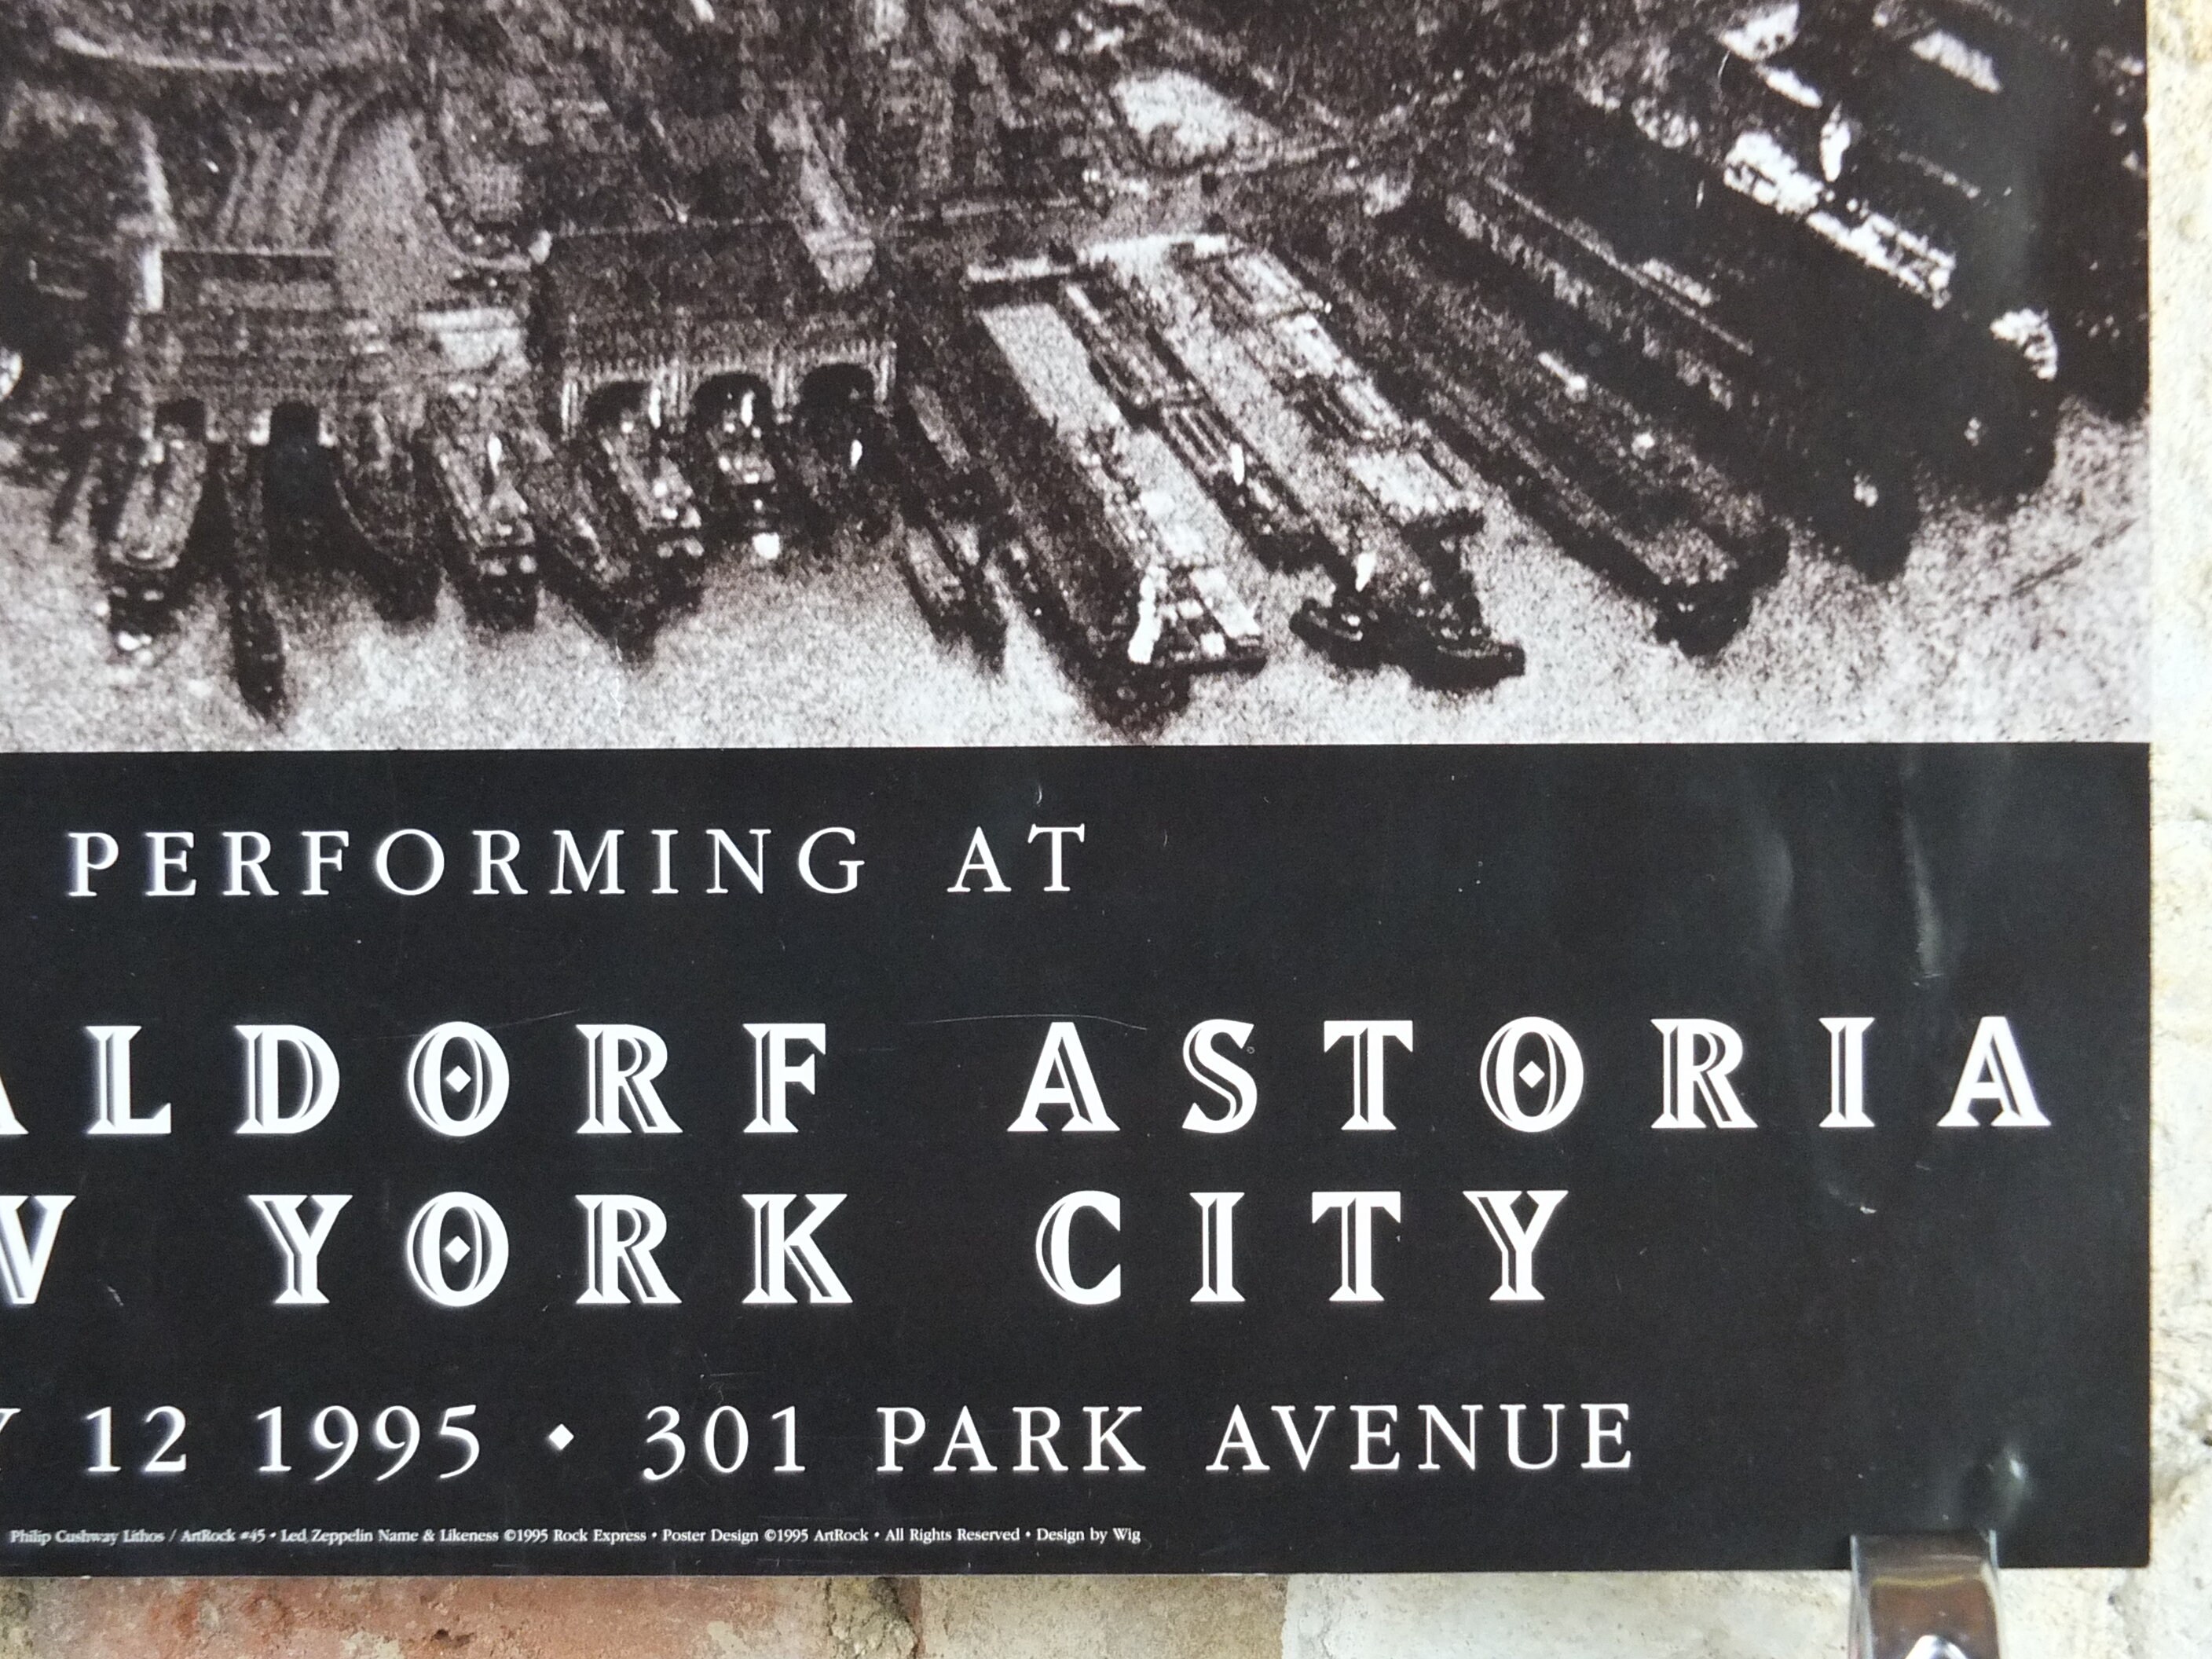 PERFORMING AT
ALDORF ASTORIA
W YORK CITY
Y 12 1995 • 301 PARK AVENUE
Philip Cushway Lithos / ArtRock #45 • Led Zeppelin Name & Likeness ©1995 Rock Express • Poster Design ©1995 ArtRock • All Rights Reserved • Design by Wig